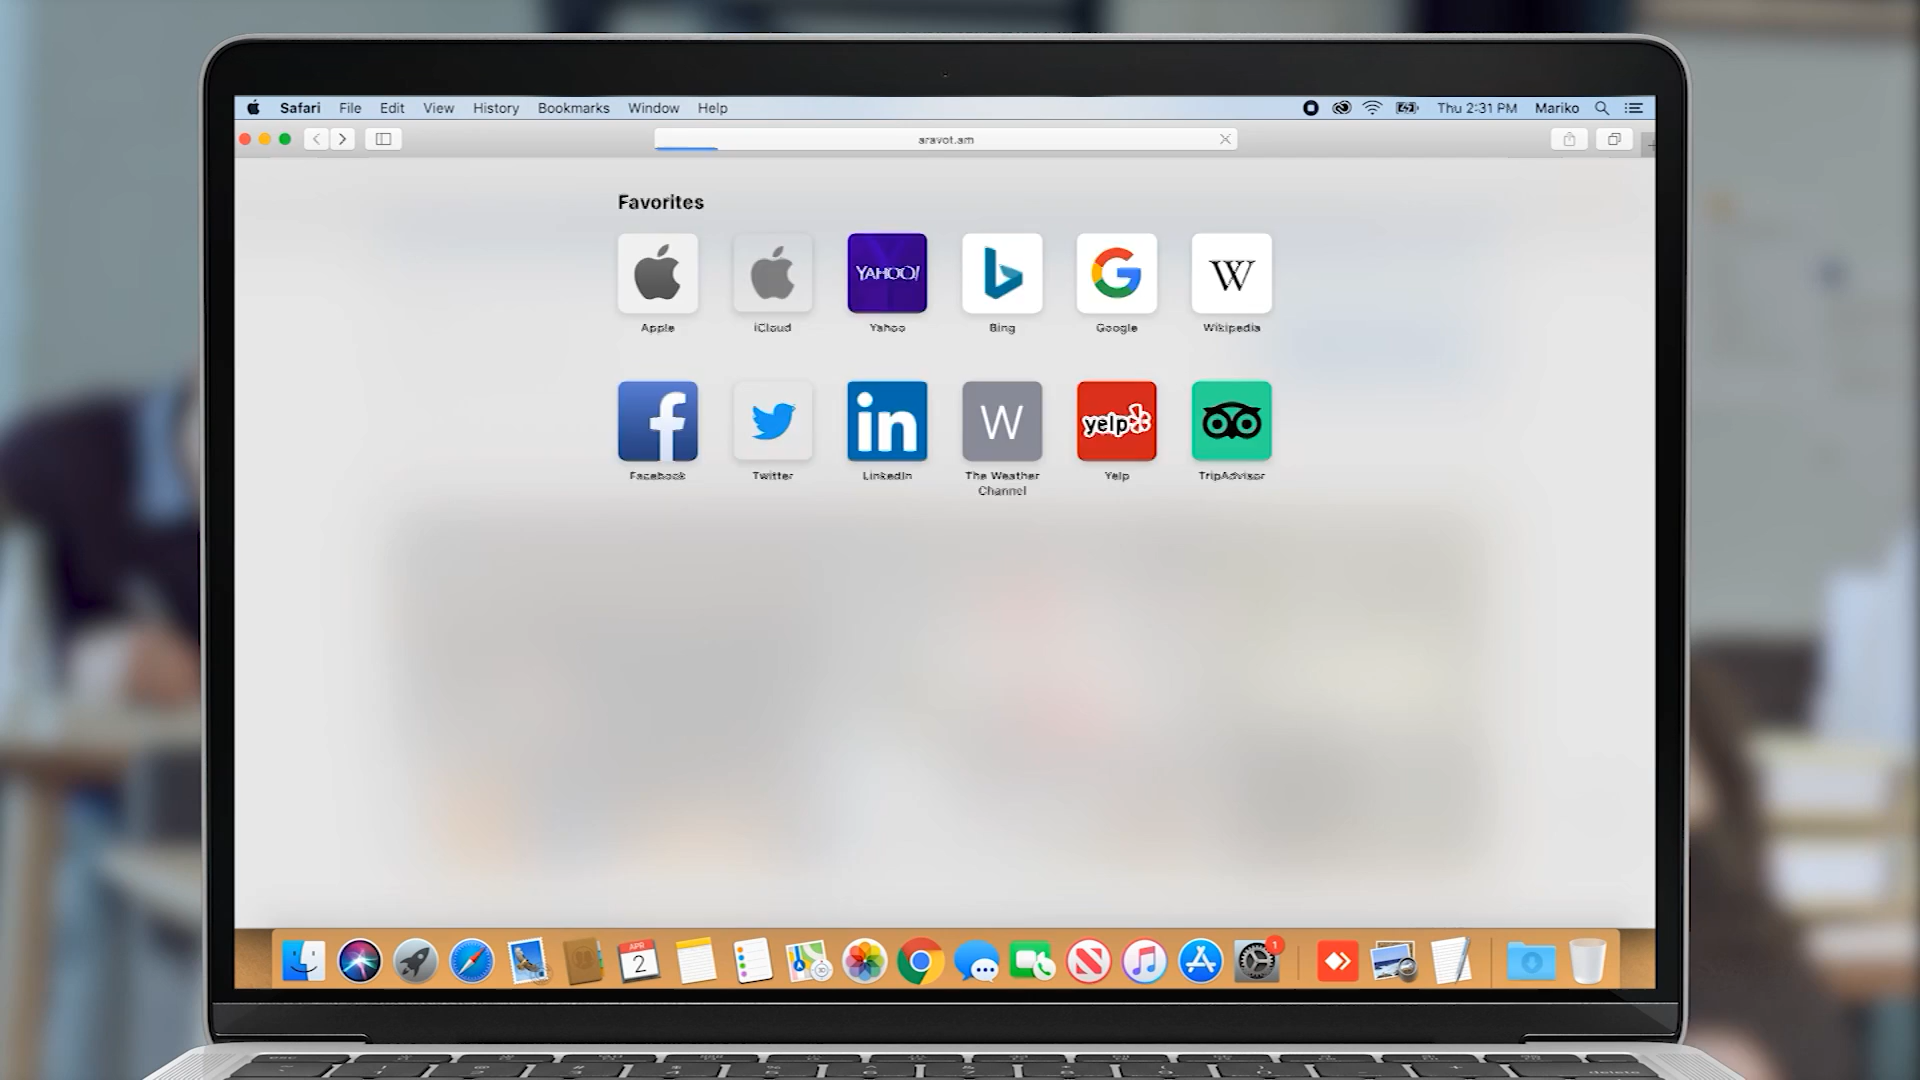 Safari File Edit View History Bookmarks Window Help Thu 2:31 PM Mariko
aravot.am
Favorites
YAHOO! W
Apple iCloud Yahoo Bing Google Wikipedia
in W yelp
Facebook Twitter LinkedIn The Weather Channel Yelp TripAdvisor
APR
2
1